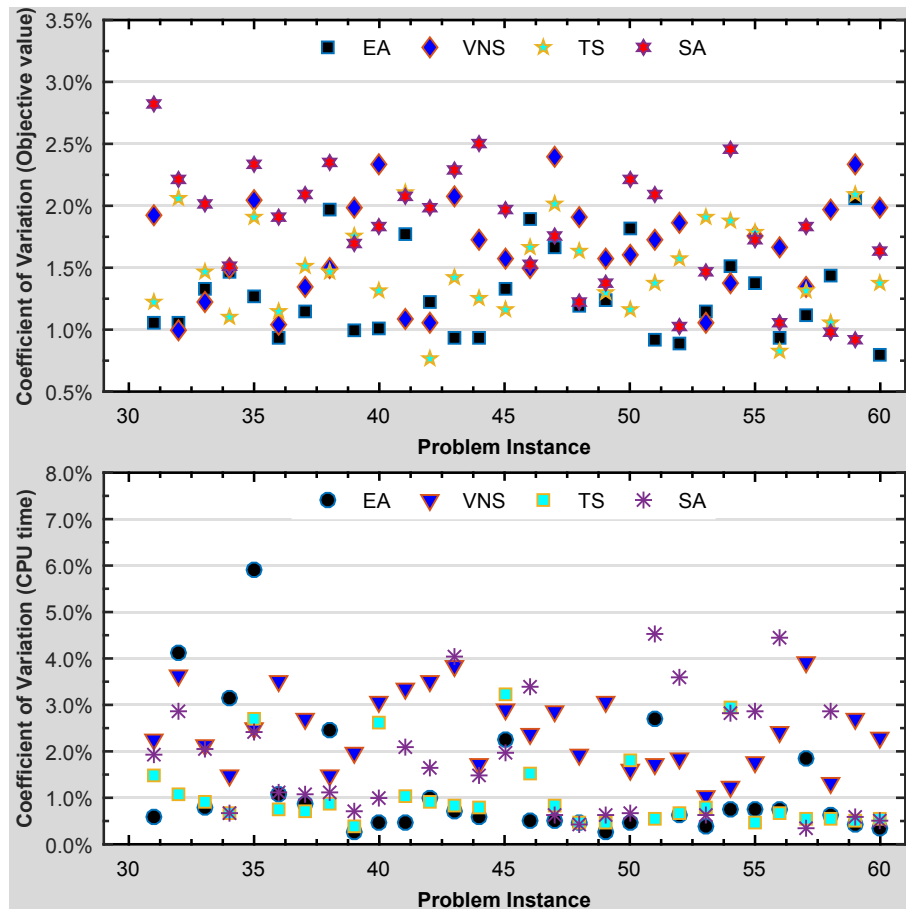 3.5%
EA VNS TS SA
3.0%
2.5%
2.0%
1.5%
1.0%
0.5%
Coefficient of Variation (Objective value)
30 35 40 45 50 55 60
Problem Instance
8.0%
EA VNS TS SA
7.0%
6.0%
5.0%
4.0%
3.0%
2.0%
1.0%
0.0%
Coefficient of Variation (CPU time)
30 35 40 45 50 55 60
Problem Instance